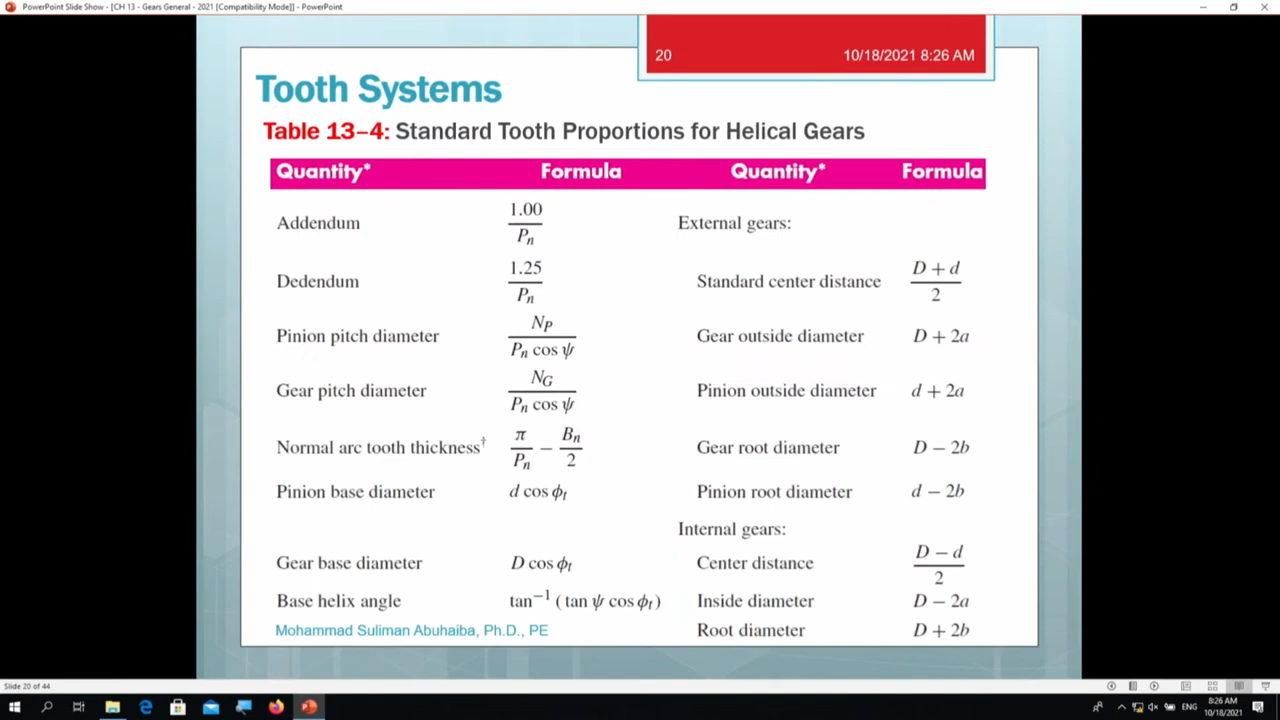 PowerPoint Slide Show - [CH 13 - Gears General - 2021 [Compatibility Mode]] - PowerPoint
20 10/18/2021 8:26 AM
Tooth Systems
Table 13–4: Standard Tooth Proportions for Helical Gears
Quantity* Formula Quantity* Formula
Addendum 1.00/Pn External gears:
Dedendum 1.25/Pn Standard center distance (D + d)/2
Pinion pitch diameter NP/(Pn cos ψ) Gear outside diameter D + 2a
Gear pitch diameter NG/(Pn cos ψ) Pinion outside diameter d + 2a
Normal arc tooth thickness† π/Pn − Bn/2 Gear root diameter D − 2b
Pinion base diameter d cos ϕt Pinion root diameter d − 2b
Internal gears:
Gear base diameter D cos ϕt Center distance (D − d)/2
Base helix angle tan⁻¹ (tan ψ cos ϕt) Inside diameter D − 2a
Mohammad Suliman Abuhaiba, Ph.D., PE Root diameter D + 2b
Slide 20 of 44
ENG 8:26 AM
10/18/2021